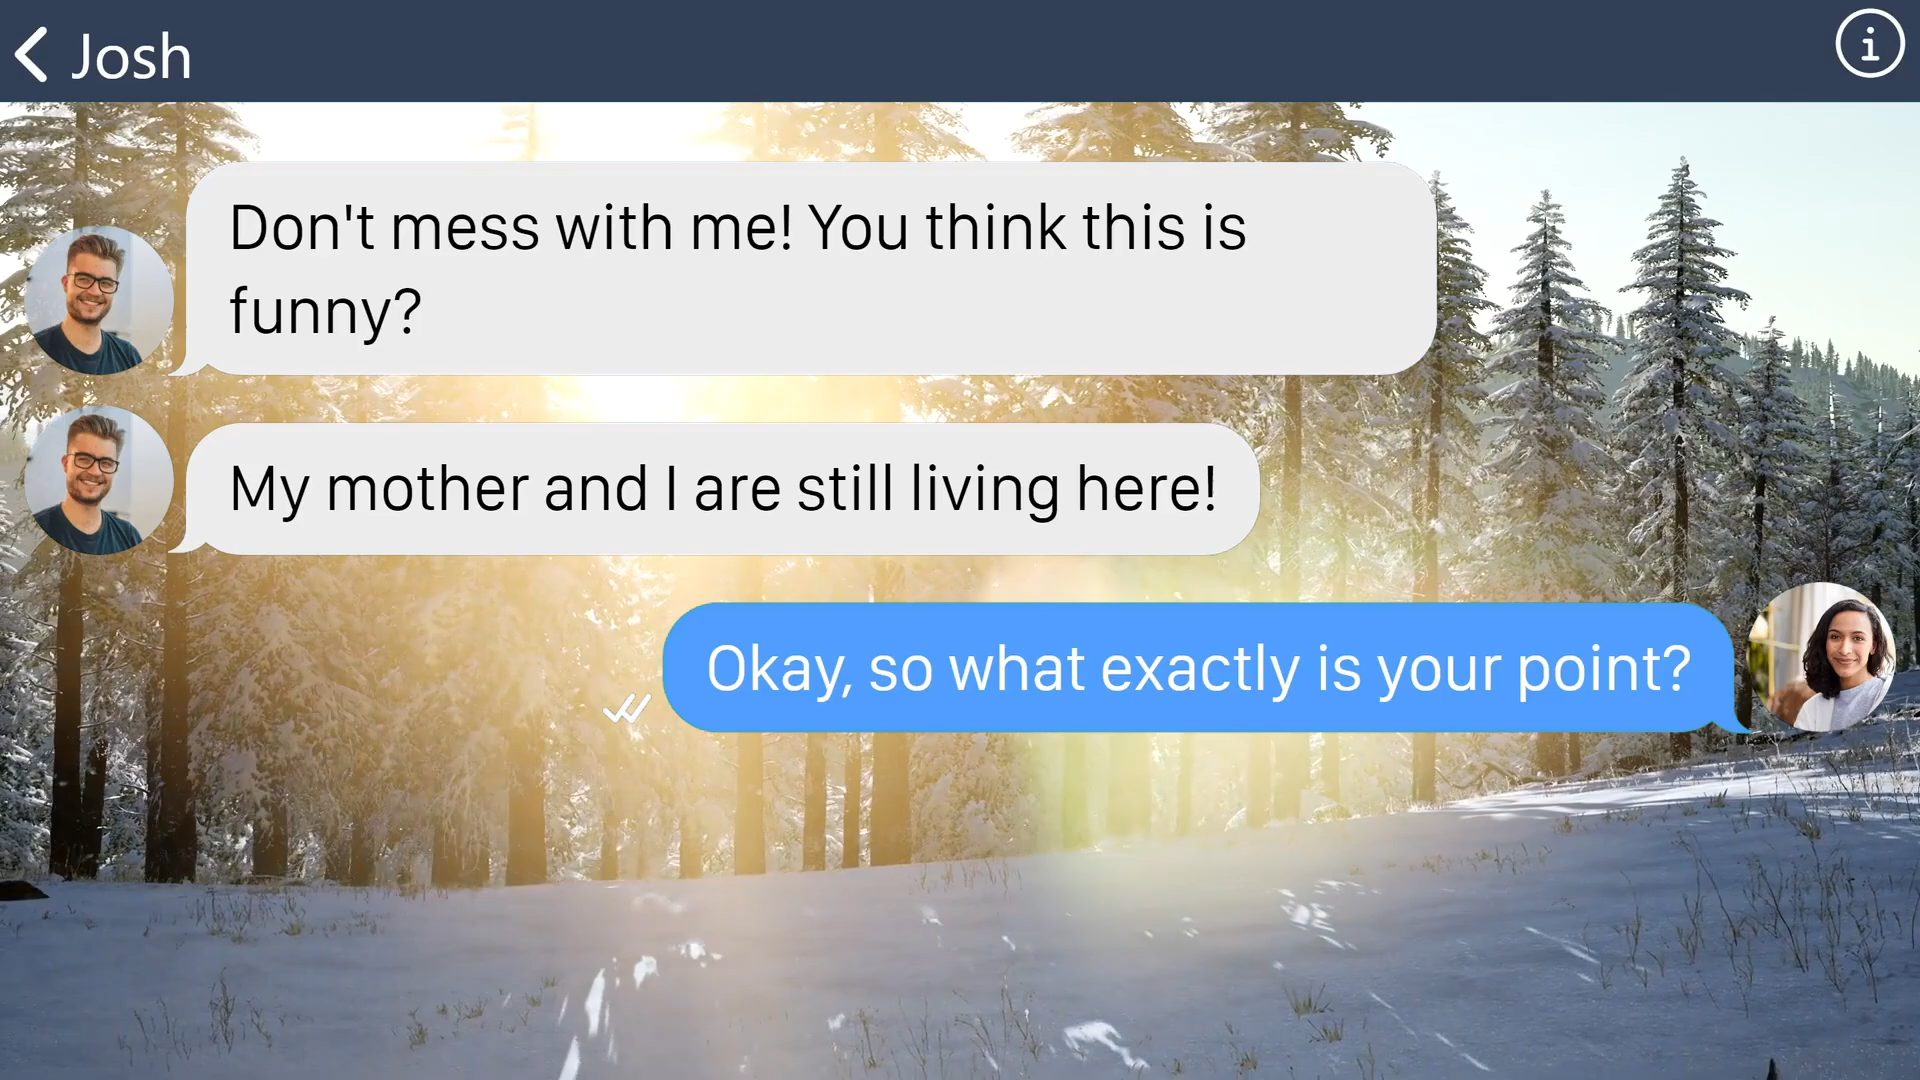 Josh
Don't mess with me! You think this is
funny?
My mother and I are still living here!
Okay, so what exactly is your point?